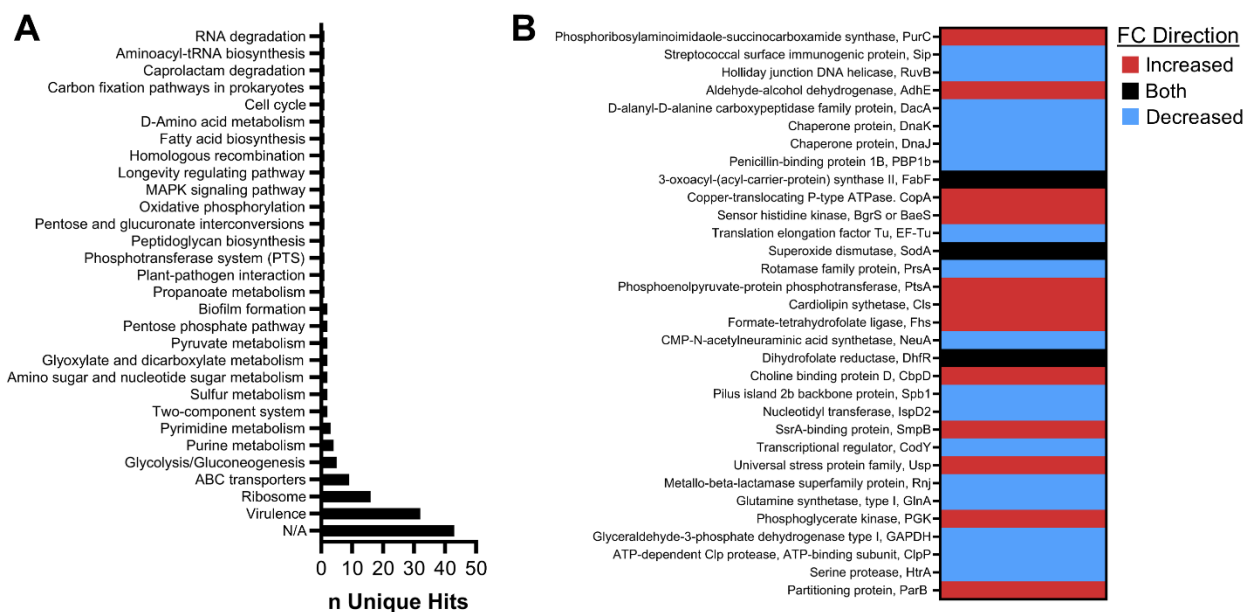 A
RNA degradation
Aminoacyl-tRNA biosynthesis
Caprolactam degradation
Carbon fixation pathways in prokaryotes
Cell cycle
D-Amino acid metabolism
Fatty acid biosynthesis
Homologous recombination
Longevity regulating pathway
MAPK signaling pathway
Oxidative phosphorylation
Pentose and glucuronate interconversions
Peptidoglycan biosynthesis
Phosphotransferase system (PTS)
Plant-pathogen interaction
Propanoate metabolism
Biofilm formation
Pentose phosphate pathway
Pyruvate metabolism
Glyoxylate and dicarboxylate metabolism
Amino sugar and nucleotide sugar metabolism
Sulfur metabolism
Two-component system
Pyrimidine metabolism
Purine metabolism
Glycolysis/Gluconeogenesis
ABC transporters
Ribosome
Virulence
N/A
0 10 20 30 40 50
n Unique Hits
B
Phosphoribosylaminoimidaole-succinocarboxamide synthase, PurC
Streptococcal surface immunogenic protein, Sip
Holliday junction DNA helicase, RuvB
Aldehyde-alcohol dehydrogenase, AdhE
D-alanyl-D-alanine carboxypeptidase family protein, DacA
Chaperone protein, DnaK
Chaperone protein, DnaJ
Penicillin-binding protein 1B, PBP1b
3-oxoacyl-(acyl-carrier-protein) synthase II, FabF
Copper-translocating P-type ATPase. CopA
Sensor histidine kinase, BgrS or BaeS
Translation elongation factor Tu, EF-Tu
Superoxide dismutase, SodA
Rotamase family protein, PrsA
Phosphoenolpyruvate-protein phosphotransferase, PtsA
Cardiolipin sythetase, Cls
Formate-tetrahydrofolate ligase, Fhs
CMP-N-acetylneuraminic acid synthetase, NeuA
Dihydrofolate reductase, DhfR
Choline binding protein D, CbpD
Pilus island 2b backbone protein, Spb1
Nucleotidyl transferase, IspD2
SsrA-binding protein, SmpB
Transcriptional regulator, CodY
Universal stress protein family, Usp
Metallo-beta-lactamase superfamily protein, Rnj
Glutamine synthetase, type I, GlnA
Phosphoglycerate kinase, PGK
Glyceraldehyde-3-phosphate dehydrogenase type I, GAPDH
ATP-dependent Clp protease, ATP-binding subunit, ClpP
Serine protease, HtrA
Partitioning protein, ParB
FC Direction
Increased
Both
Decreased